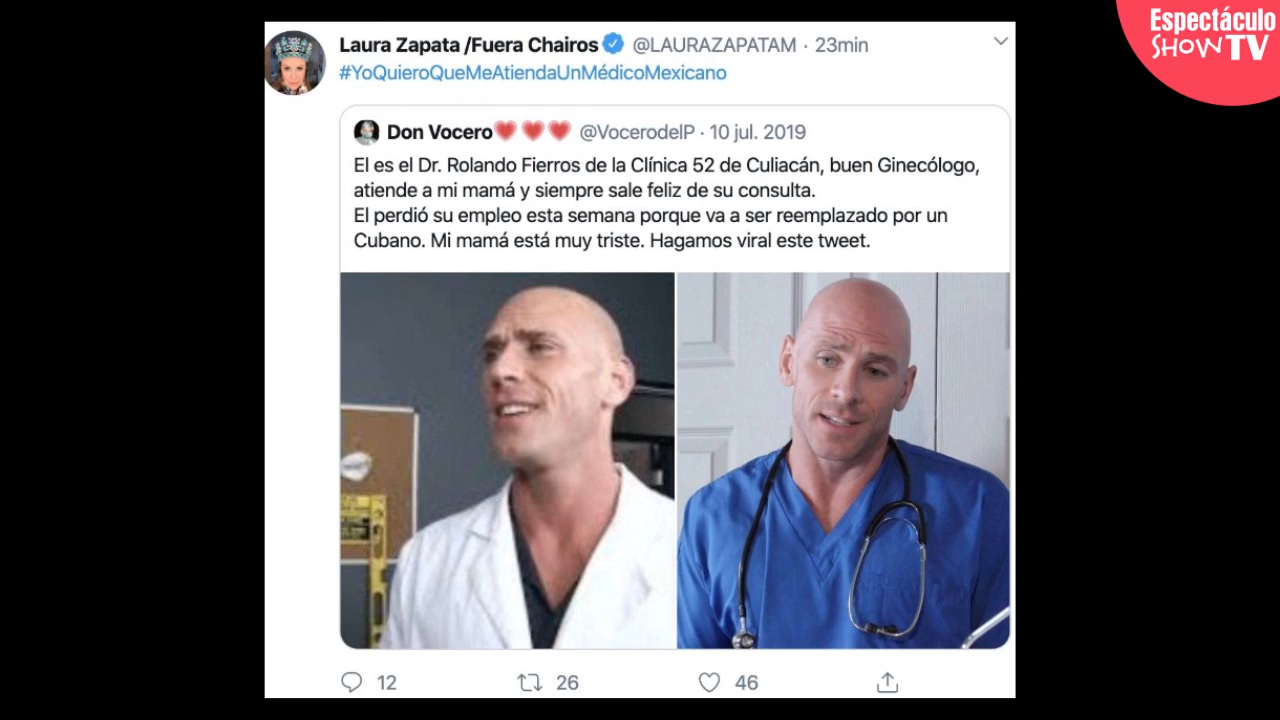 Espectáculo
SHOW TV
Laura Zapata /Fuera Chairos @LAURAZAPATAM · 23min
#YoQuieroQueMeAtiendaUnMédicoMexicano
Don Vocero @VocerodelP · 10 jul. 2019
El es el Dr. Rolando Fierros de la Clínica 52 de Culiacán, buen Ginecólogo,
atiende a mi mamá y siempre sale feliz de su consulta.
El perdió su empleo esta semana porque va a ser reemplazado por un
Cubano. Mi mamá está muy triste. Hagamos viral este tweet.
12 26 46